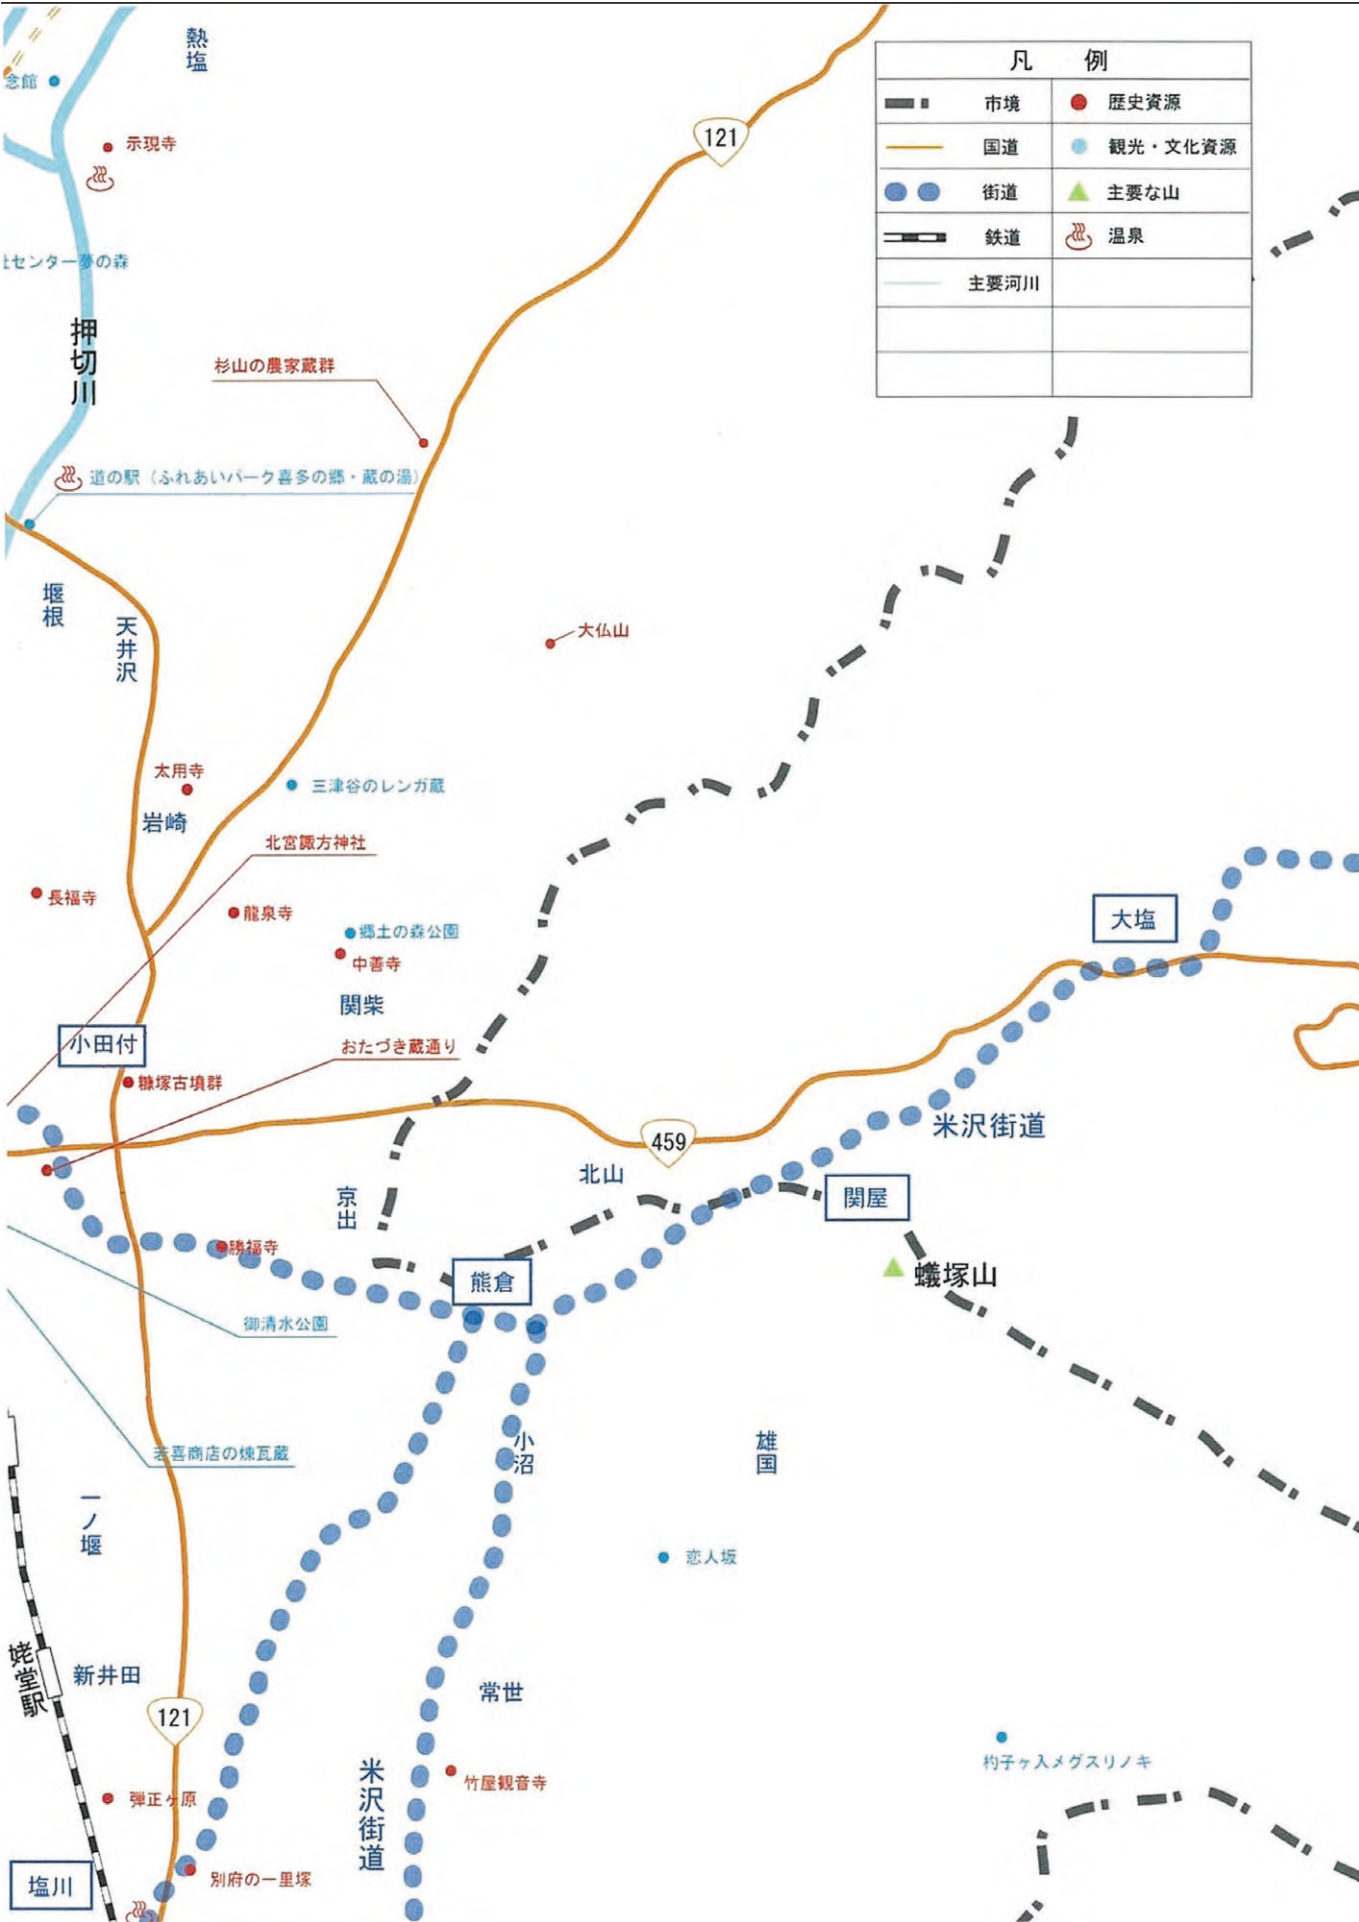 熱塩
念館
示現寺
121
凡 例
市境
歴史資源
国道
観光・文化資源
街道
主要な山
鉄道
温泉
主要河川
センター夢の森
押切川
杉山の農家蔵群
道の駅（ふれあいパーク喜多の郷・蔵の湯）
堰根
天井沢
大仏山
太用寺
三津谷のレンガ蔵
岩崎
北宮諏方神社
長福寺
龍泉寺
郷土の森公園
中善寺
大塩
関柴
小田付
おたづき蔵通り
糠塚古墳群
米沢街道
459
北山
京出
関屋
勝福寺
熊倉
蟻塚山
御清水公園
小沼
雄国
若喜商店の煉瓦蔵
一ノ堰
恋人坂
姥堂駅
新井田
常世
121
杓子ヶ入メグスリノキ
米沢街道
竹屋観音寺
弾正ヶ原
別府の一里塚
塩川